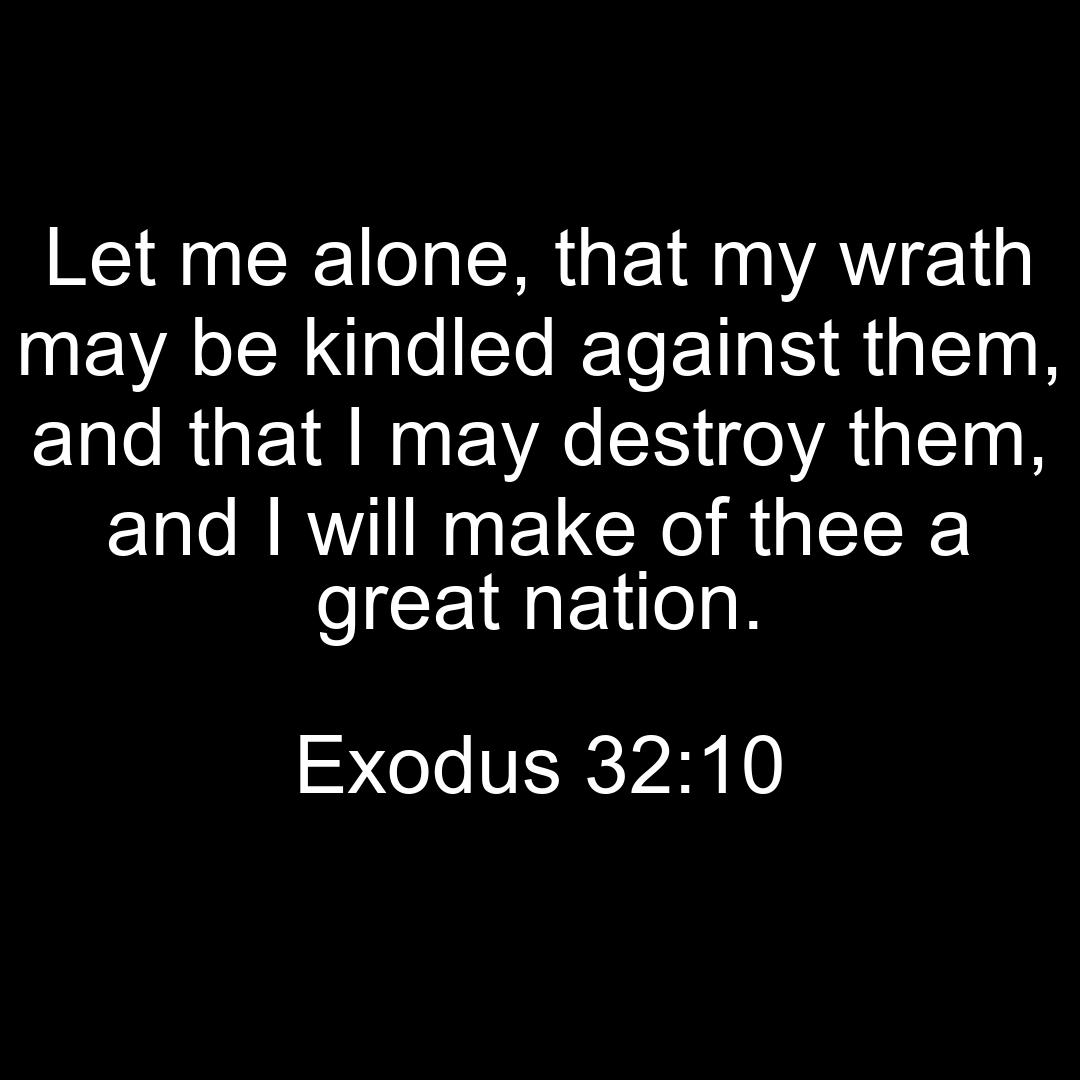 Let me alone, that my wrath
may be kindled against them,
and that I may destroy them,
and I will make of thee a
great nation.
Exodus 32:10